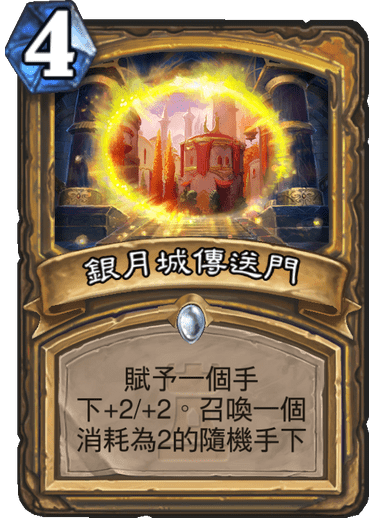 4
銀月城傳送門
賦予一個手
下+2/+2。召喚一個
消耗為2的隨機手下